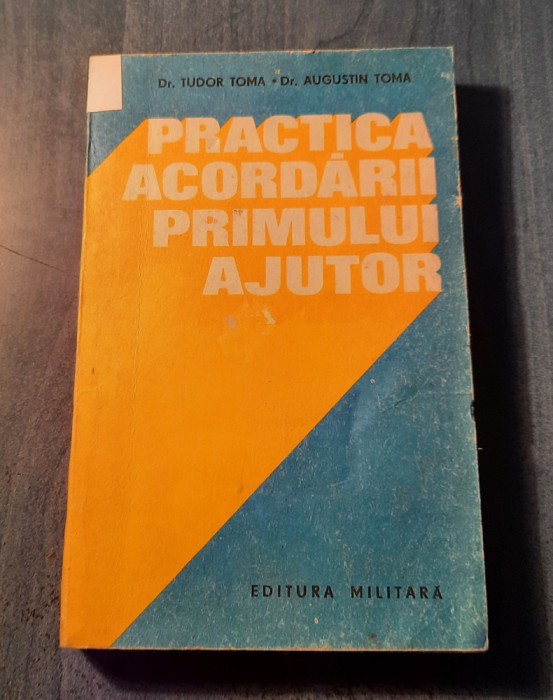 Dr. TUDOR TOMA • Dr. AUGUSTIN TOMA
PRACTICA
ACORDĂRII
PRIMULUI
AJUTOR
EDITURA MILITARĂ